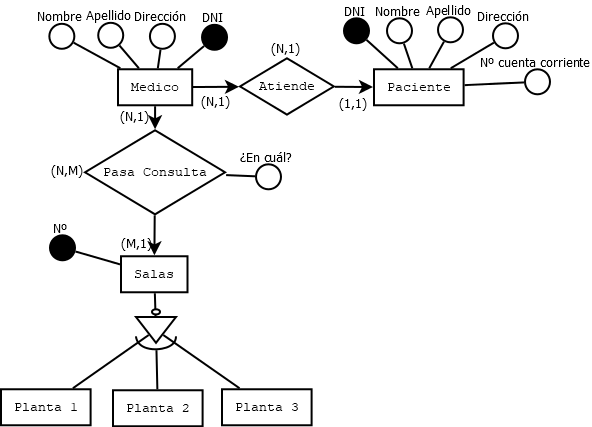 Nombre Apellido Dirección DNI
DNI Nombre Apellido Dirección
Nº cuenta corriente
Medico
(N,1)
Atiende
(N,1)
(1,1)
Paciente
(N,1)
(N,M)
Pasa Consulta
¿En cuál?
Nº
(M,1)
Salas
Planta 1
Planta 2
Planta 3